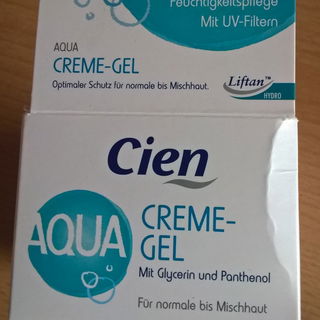 Feuchtigkeitspflege
Mit UV-Filtern
AQUA
CREME-GEL
Optimaler Schutz für normale bis Mischhaut.
Liftan™
HYDRO
Cien
AQUA
CREME-
GEL
Mit Glycerin und Panthenol
Für normale bis Mischhaut